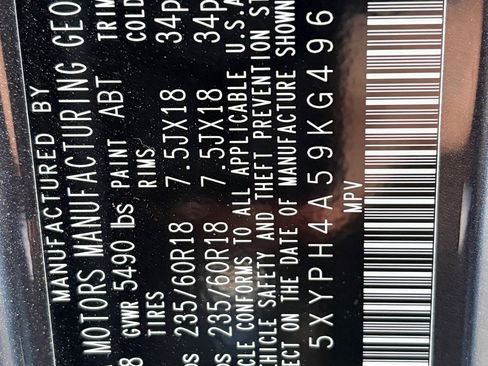 MANUFACTURED BY
MOTORS MANUFACTURING GEO
8 GVWR 5490 lbs PAINT ABT TRIM
TIRES RIMS COLD
235/60R18 7.5JX18 34p
235/60R18 7.5JX18 34p
CLE CONFORMS TO ALL APPLICABLE U.S.A
EHICLE SAFETY AND THEFT PREVENTION ST
ECT ON THE DATE OF MANUFACTURE SHOWN
5XYPH4A59KG496
MPV